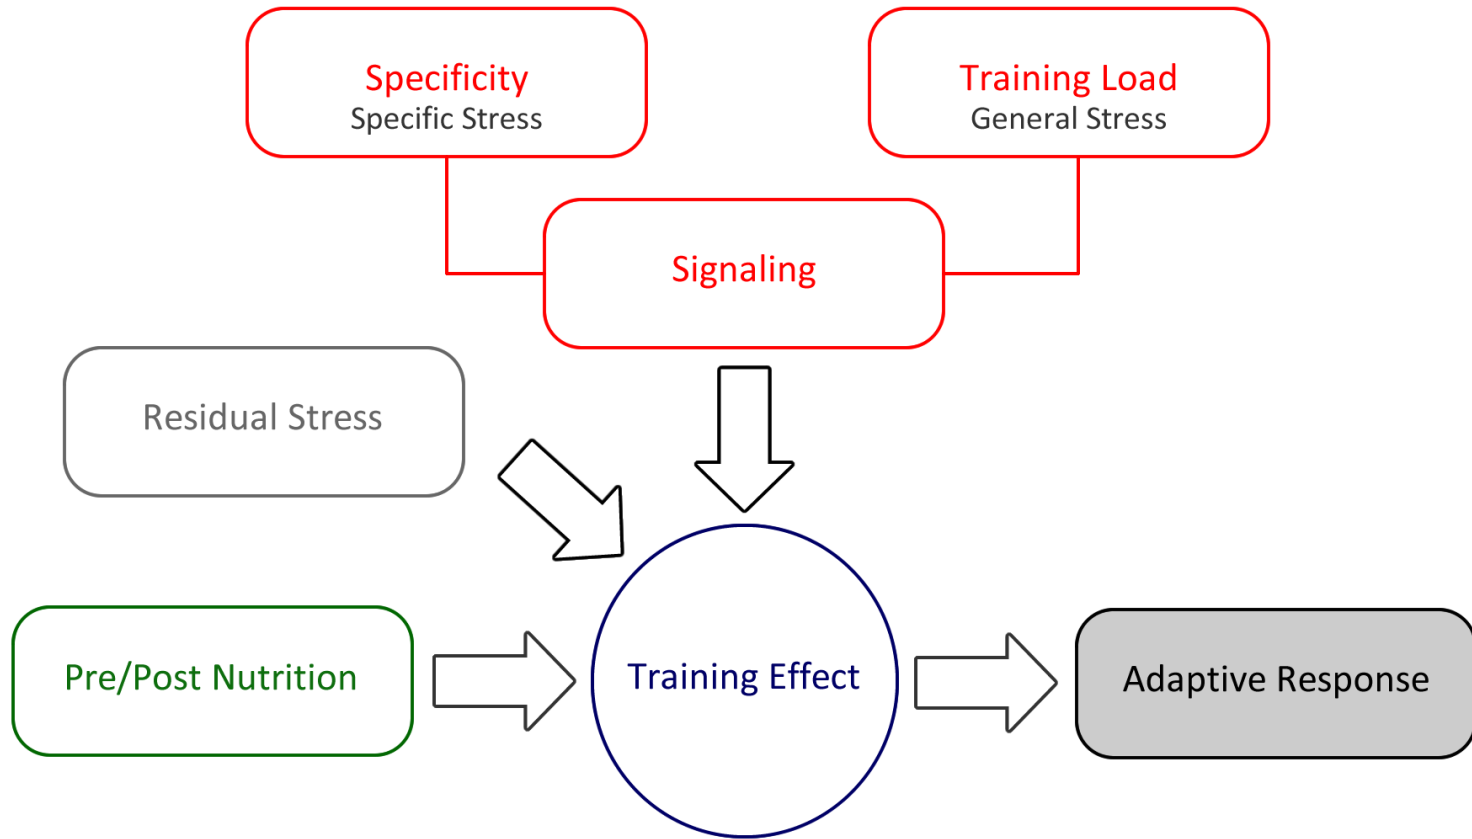 Specificity
Specific Stress
Training Load
General Stress
Signaling
Residual Stress
Pre/Post Nutrition
Training Effect
Adaptive Response